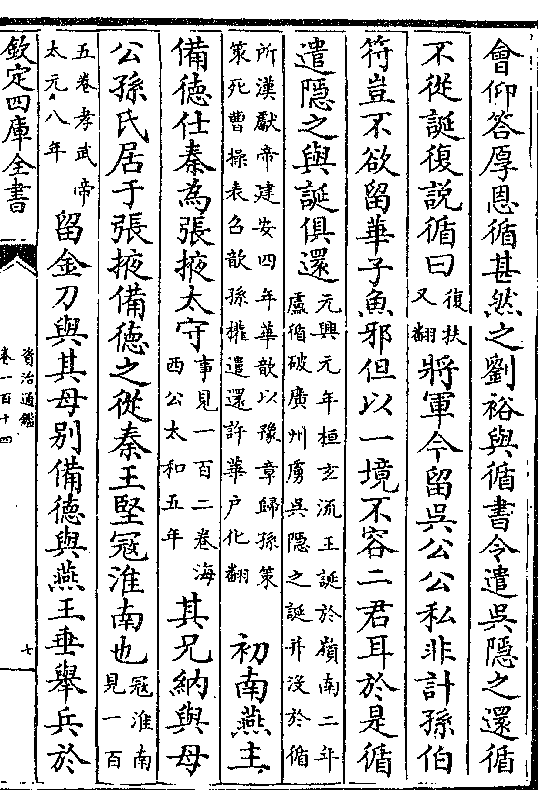 會仰答厚恩循甚然之劉裕與循書令遣吳隱之還循
不從誕復説循曰復扶又翻將軍今留吳公公私非計孫伯
符豈不欲留華子魚邪但以一境不容二君耳於是循
遣隱之與誕俱還元興元年桓玄流王誕於嶺南二年盧循破廣州虜吳隱之誕并没於循
所漢獻帝建安四年華歆以豫章歸孫策策死曹操表召歆孫權遣還許華户化翻初南燕主
備德仕秦為張掖太守事見一百二卷海西公太和五年其兄納與母
公孫氏居于張掖備德之從秦王堅冦淮南也冦淮南見一百
五卷孝武帝太元八年留金刀與其母别備德與燕王垂舉兵於
欽定四庫全書
資治通鑑
卷一百十四
七